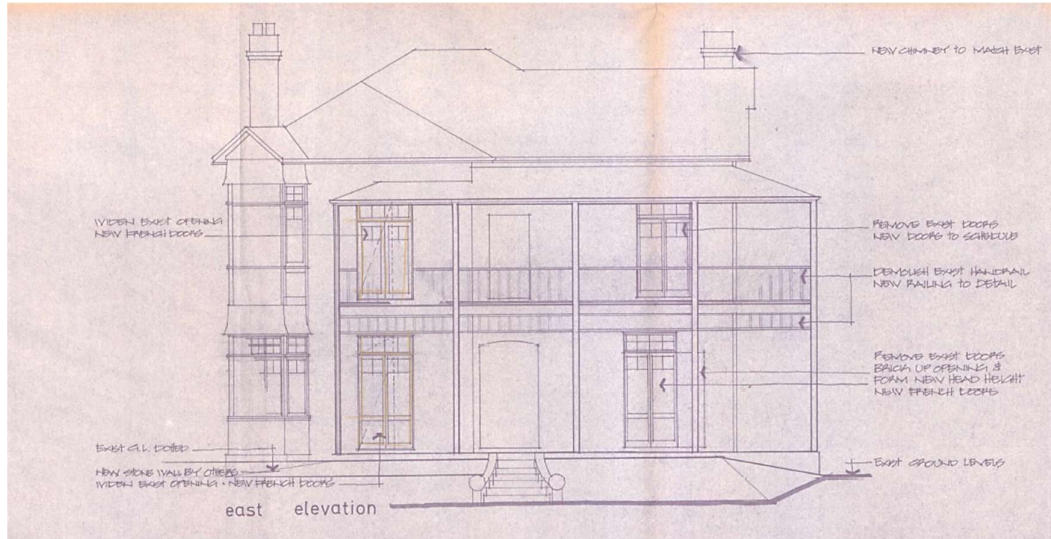 NEW CHIMNEY TO MATCH EXIST
WIDEN EXIST OPENING
NEW FRENCH DOORS
REMOVE EXIST DOORS
NEW DOORS TO SCHEDULE
DEMOLISH EXIST HANDRAIL
NEW RAILING TO DETAIL
REMOVE EXIST DOORS
BRICK UP OPENING &
FORM NEW HEAD HEIGHT
NEW FRENCH DOORS
EXIST G.L. DOTTED
NEW STONE WALL BY OTHERS
WIDEN EXIST OPENING • NEW FRENCH DOORS
EXIST GROUND LEVELS
east elevation